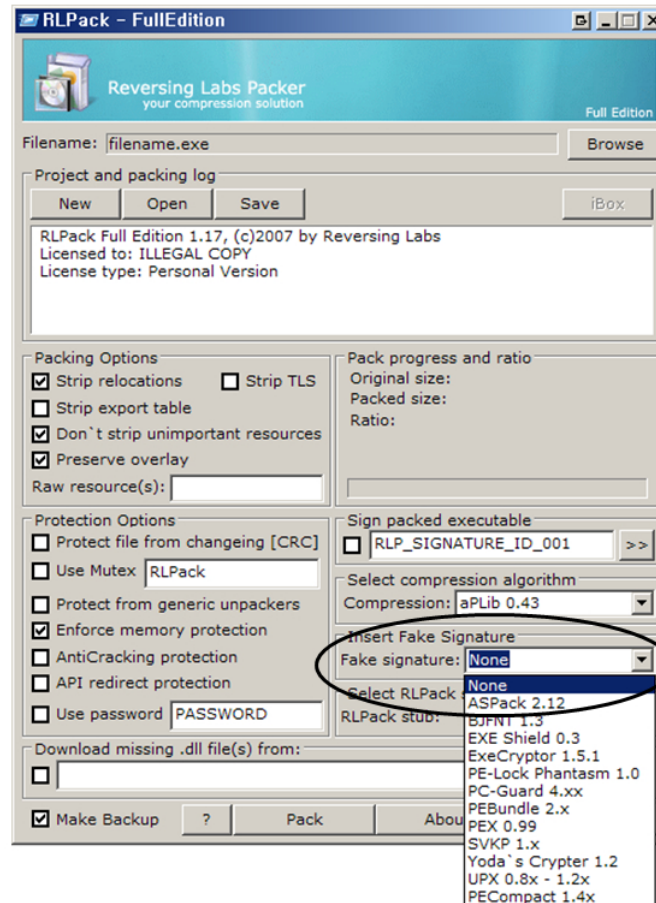 RLPack - FullEdition
Reversing Labs Packer
your compression solution
Full Edition
Filename: filename.exe
Browse
Project and packing log
New
Open
Save
iBox
RLPack Full Edition 1.17, (c)2007 by Reversing Labs
Licensed to: ILLEGAL COPY
License type: Personal Version
Packing Options
Strip relocations
Strip TLS
Strip export table
Don`t strip unimportant resources
Preserve overlay
Raw resource(s):
Pack progress and ratio
Original size:
Packed size:
Ratio:
Protection Options
Protect file from changeing [CRC]
Use Mutex RLPack
Protect from generic unpackers
Enforce memory protection
AntiCracking protection
API redirect protection
Use password PASSWORD
Sign packed executable
RLP_SIGNATURE_ID_001
>>
Select compression algorithm
Compression: aPLib 0.43
Insert Fake Signature
Fake signature: None
Select RLPack
RLPack stub:
None
ASPack 2.12
BJFNT 1.3
EXE Shield 0.3
ExeCryptor 1.5.1
PE-Lock Phantasm 1.0
PC-Guard 4.xx
PEBundle 2.x
PEX 0.99
SVKP 1.x
Yoda`s Crypter 1.2
UPX 0.8x - 1.2x
PECompact 1.4x
Download missing .dll file(s) from:
Make Backup
?
Pack
Abou